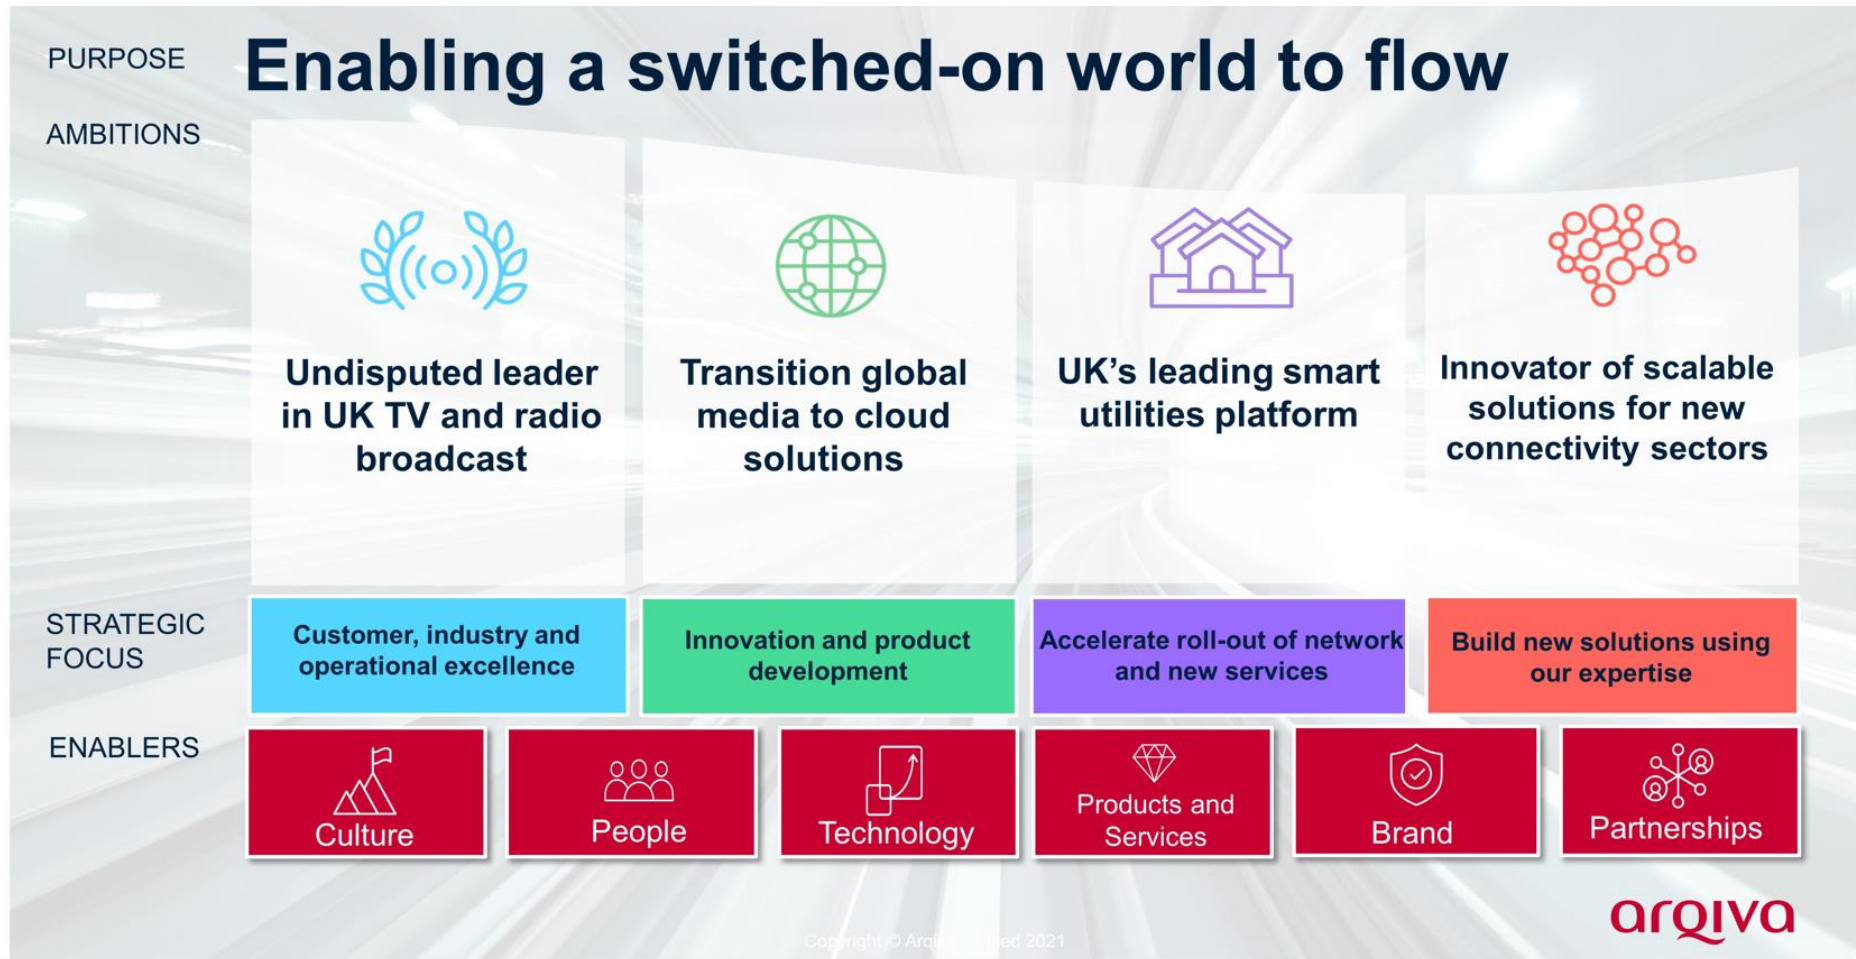 PURPOSE
Enabling a switched-on world to flow
AMBITIONS
Undisputed leader
in UK TV and radio
broadcast
Transition global
media to cloud
solutions
UK's leading smart
utilities platform
Innovator of scalable
solutions for new
connectivity sectors
STRATEGIC
FOCUS
Customer, industry and
operational excellence
Innovation and product
development
Accelerate roll-out of network
and new services
Build new solutions using
our expertise
ENABLERS
Culture
People
Technology
Products and
Services
Brand
Partnerships
arqiva
Copyright © 2021